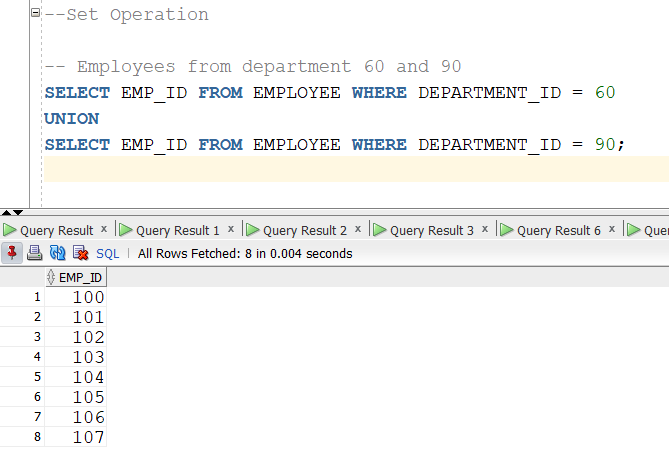 --Set Operation
-- Employees from department 60 and 90
SELECT EMP_ID FROM EMPLOYEE WHERE DEPARTMENT_ID = 60
UNION
SELECT EMP_ID FROM EMPLOYEE WHERE DEPARTMENT_ID = 90;
Query Result x Query Result 1 x Query Result 2 x Query Result 3 x Query Result 6 x Que
SQL | All Rows Fetched: 8 in 0.004 seconds
EMP_ID
1 100
2 101
3 102
4 103
5 104
6 105
7 106
8 107